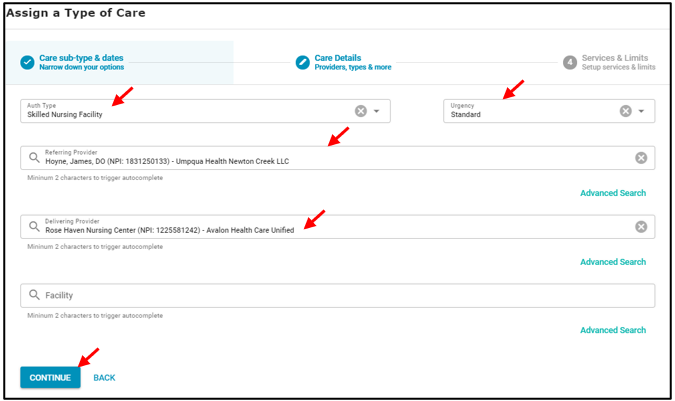 Assign a Type of Care
Care sub-type & dates
Narrow down your options
Care Details
Providers, types & more
4
Services & Limits
Setup services & limits
Auth Type
Skilled Nursing Facility
Urgency
Standard
Referring Provider
Hoyne, James, DO (NPI: 1831250133) - Umpqua Health Newton Creek LLC
Minimum 2 characters to trigger autocomplete
Advanced Search
Delivering Provider
Rose Haven Nursing Center (NPI: 1225581242) - Avalon Health Care Unified
Minimum 2 characters to trigger autocomplete
Advanced Search
Facility
Minimum 2 characters to trigger autocomplete
Advanced Search
CONTINUE
BACK